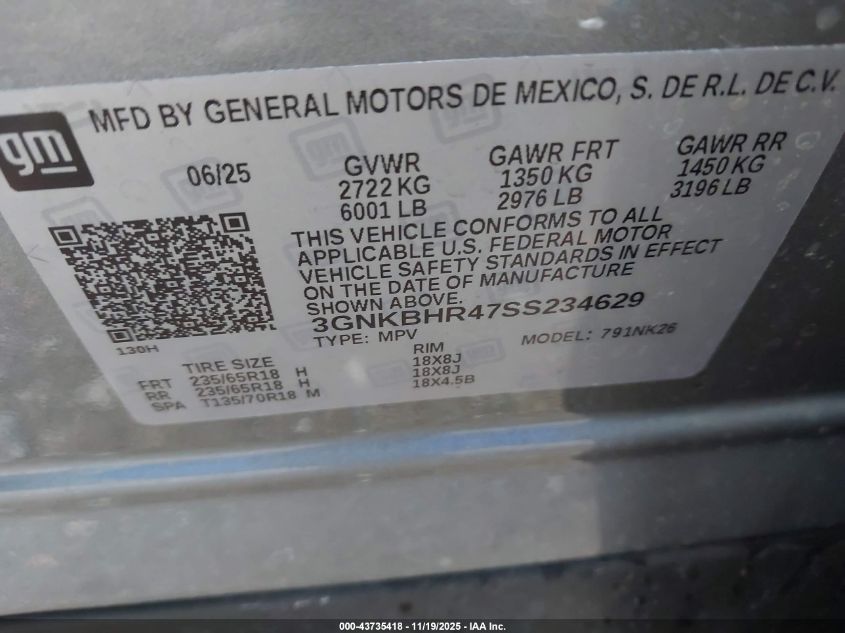 MFD BY GENERAL MOTORS DE MEXICO, S. DE R.L. DE C.V.
gm
06/25
GVWR
2722 KG
6001 LB
GAWR FRT
1350 KG
2976 LB
GAWR RR
1450 KG
3196 LB
THIS VEHICLE CONFORMS TO ALL
APPLICABLE U.S. FEDERAL MOTOR
VEHICLE SAFETY STANDARDS IN EFFECT
ON THE DATE OF MANUFACTURE
SHOWN ABOVE.
3GNKBHR47SS234629
TYPE: MPV
MODEL: 791NK26
130H
TIRE SIZE
RIM
FRT 235/65R18 H 18X8J
RR 235/65R18 H 18X8J
SPA T135/70R18 M 18X4.5B
000-43735418 - 11/19/2025 - IAA Inc.